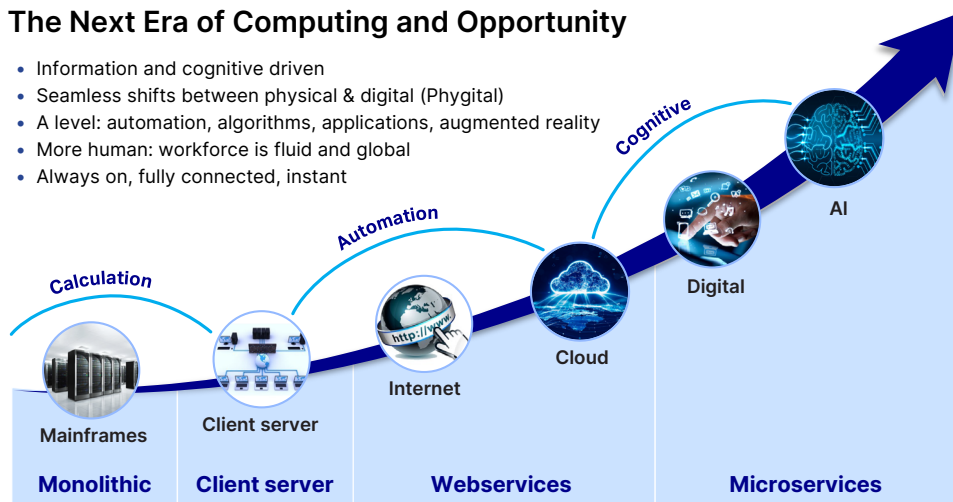 The Next Era of Computing and Opportunity
• Information and cognitive driven
• Seamless shifts between physical & digital (Phygital)
• A level: automation, algorithms, applications, augmented reality
• More human: workforce is fluid and global
• Always on, fully connected, instant
Cognitive
AI
Automation
Digital
Calculation
http://www.
Cloud
Internet
Client server
Mainframes
Monolithic
Client server
Webservices
Microservices